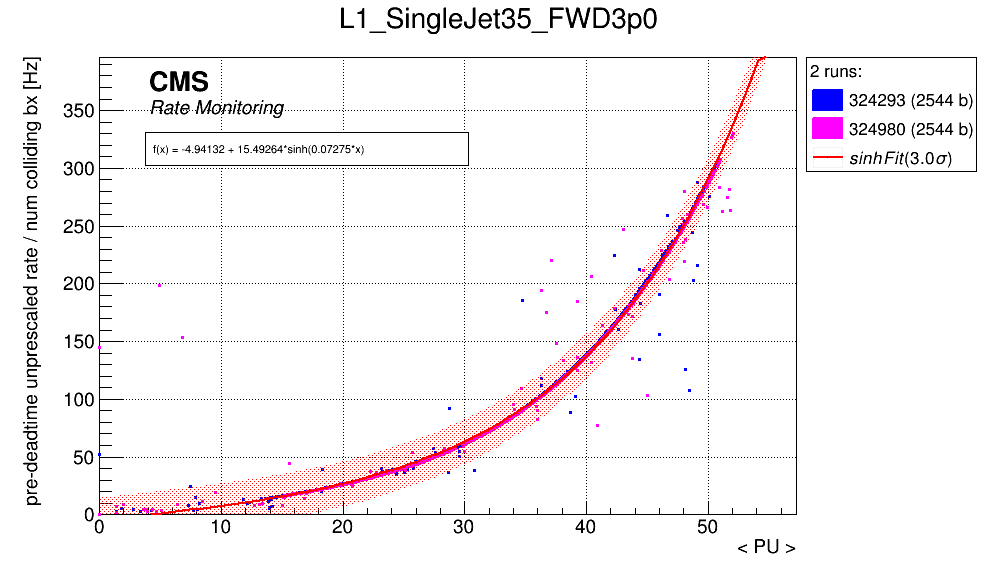 L1_SingleJet35_FWD3p0
pre-deadtime unprescaled rate / num colliding bx [Hz]
CMS
Rate Monitoring
f(x) = -4.94132 + 15.49264*sinh(0.07275*x)
350
300
250
200
150
100
50
0
0 10 20 30 40 50
< PU >
2 runs:
324293 (2544 b)
324980 (2544 b)
sinhFit(3.0σ)